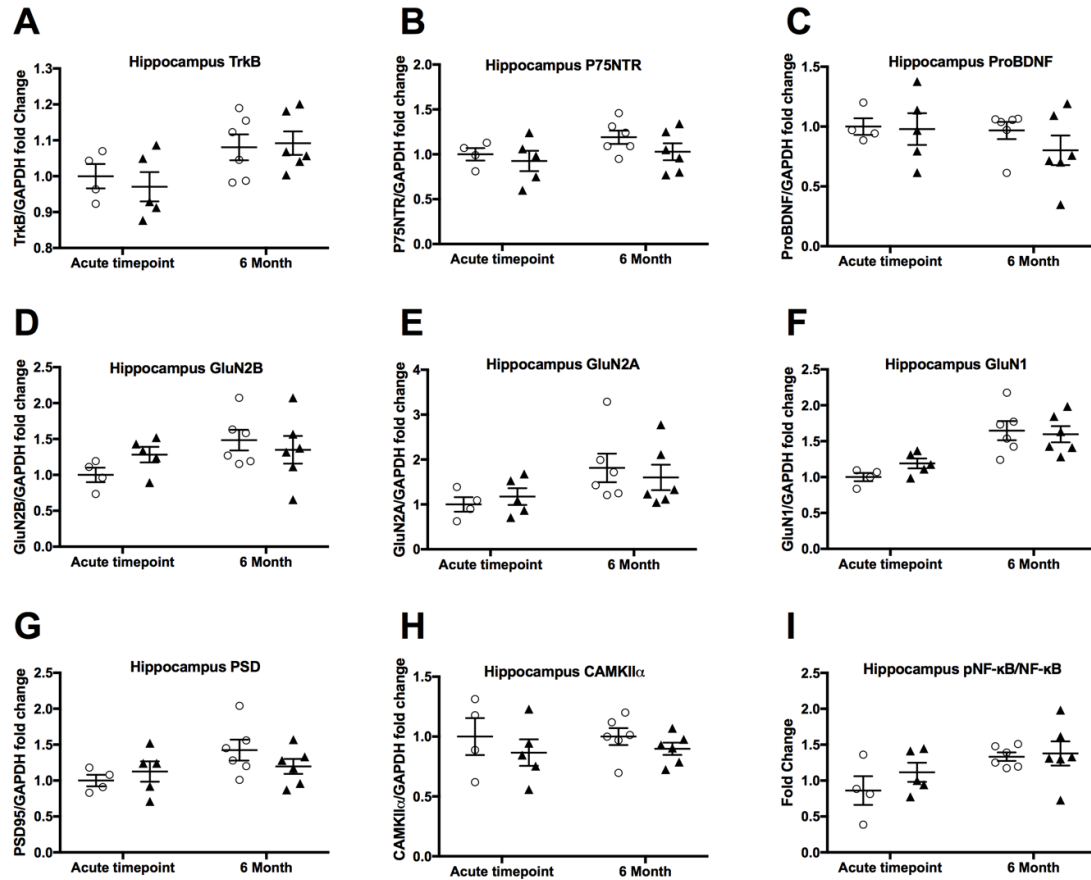 A
Hippocampus TrkB
TrkB/GAPDH fold Change
1.3
1.2
1.1
1.0
0.9
0.8
Acute timepoint
6 Month
B
Hippocampus P75NTR
P75NTR/GAPDH fold change
2.0
1.5
1.0
0.5
0.0
Acute timepoint
6 Month
C
Hippocampus ProBDNF
ProBDNF/GAPDH fold change
1.5
1.0
0.5
0.0
Acute timepoint
6 Month
D
Hippocampus GluN2B
GluN2B/GAPDH fold change
2.5
2.0
1.5
1.0
0.5
0.0
Acute timepoint
6 Month
E
Hippocampus GluN2A
GluN2A/GAPDH fold change
4
3
2
1
0
Acute timepoint
6 Month
F
Hippocampus GluN1
GluN1/GAPDH fold change
2.5
2.0
1.5
1.0
0.5
0.0
Acute timepoint
6 Month
G
Hippocampus PSD
PSD95/GAPDH fold change
2.5
2.0
1.5
1.0
0.5
0.0
Acute timepoint
6 Month
H
Hippocampus CAMKIIα
CAMKIIα/GAPDH fold change
1.5
1.0
0.5
0.0
Acute timepoint
6 Month
I
Hippocampus pNF-κB/NF-κB
Fold Change
2.5
2.0
1.5
1.0
0.5
0.0
Acute timepoint
6 Month